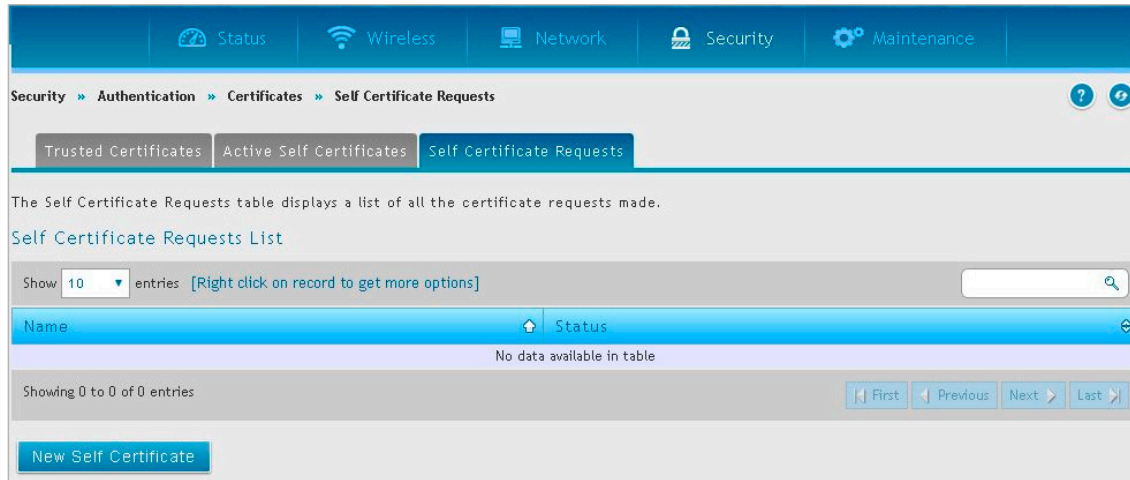 Status Wireless Network Security Maintenance
Security » Authentication » Certificates » Self Certificate Requests ?
Trusted Certificates Active Self Certificates Self Certificate Requests
The Self Certificate Requests table displays a list of all the certificate requests made.
Self Certificate Requests List
Show 10 entries [Right click on record to get more options]
Name Status
No data available in table
Showing 0 to 0 of 0 entries First Previous Next Last
New Self Certificate